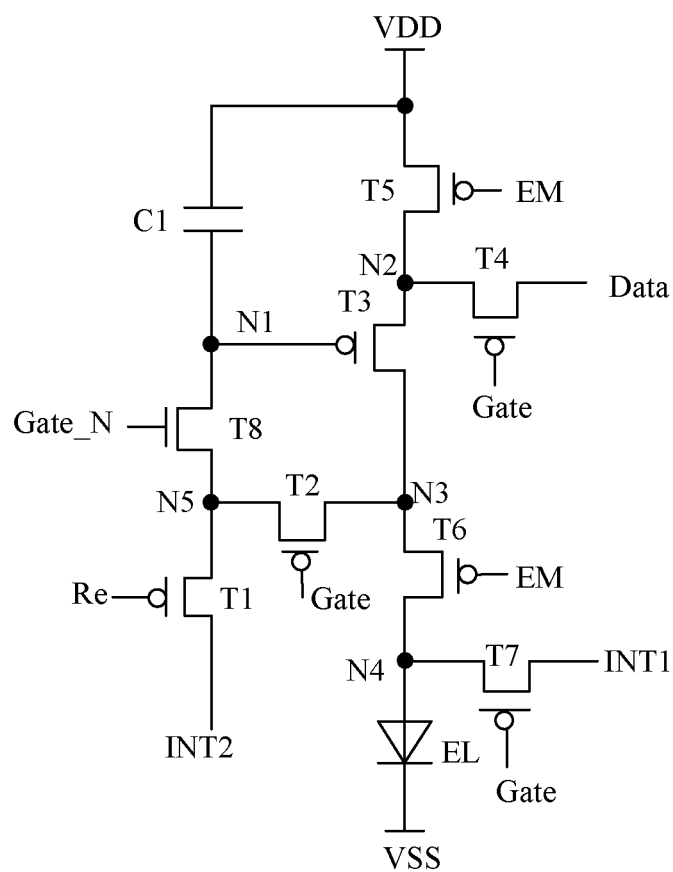 VDD
T5
EM
C1
N2
T4
Data
T3
N1
Gate
Gate_N
T8
T2
N3
N5
T6
Re
T1
Gate
EM
N4
T7
INT1
INT2
EL
Gate
VSS